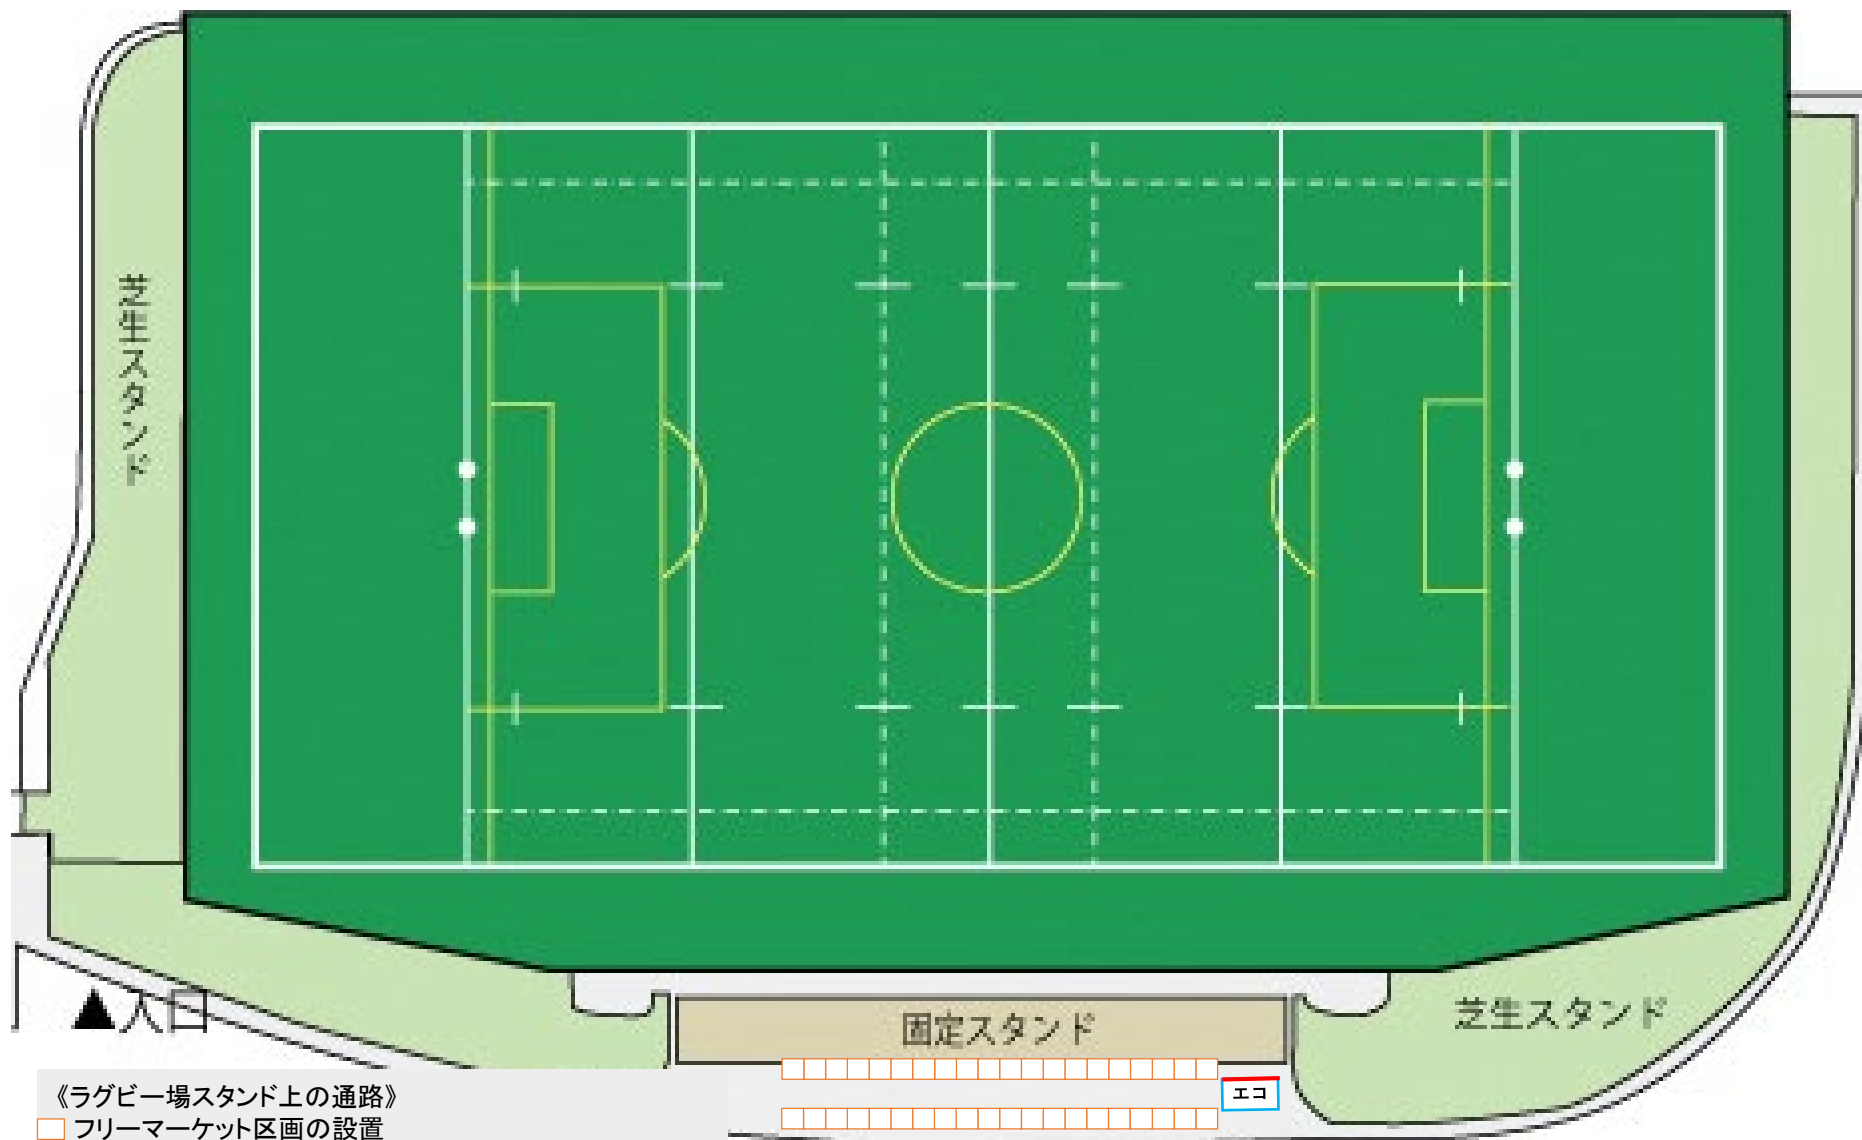 芝生スタンド
▲入口
固定スタンド
芝生スタンド
エコ
《ラグビー場スタンド上の通路》
フリーマーケット区画の設置